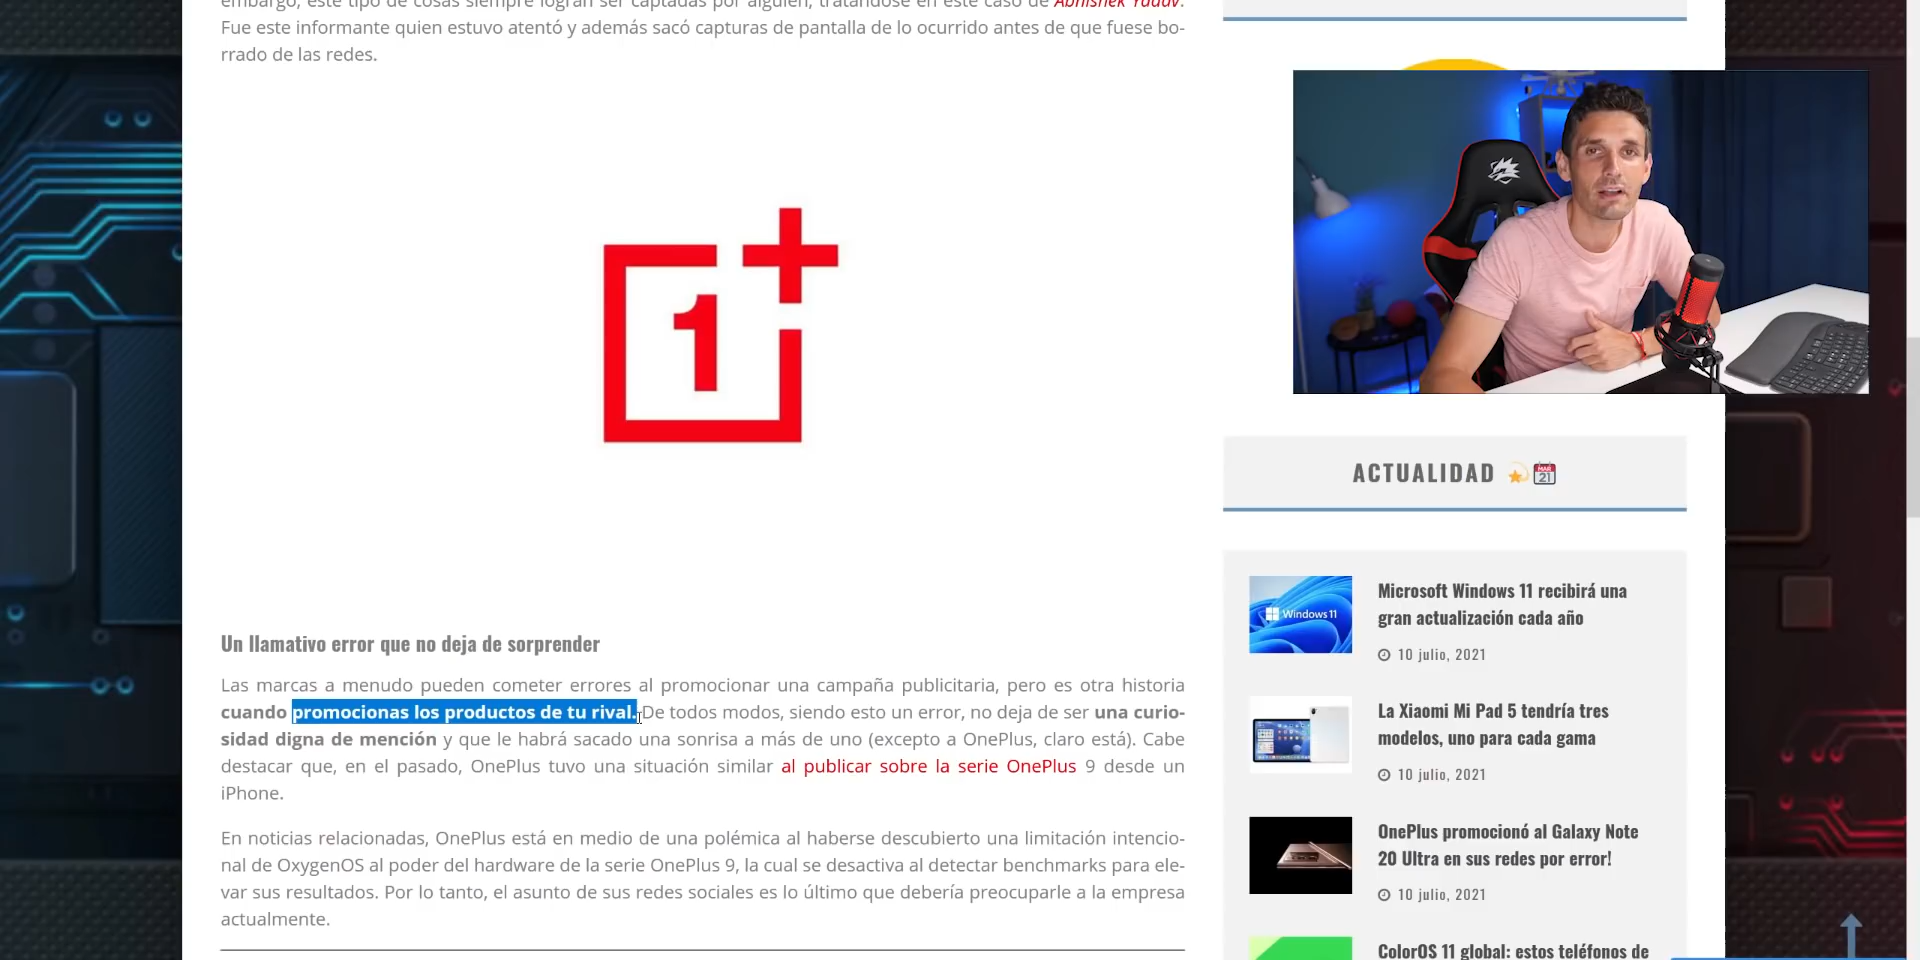 embargo, este tipo de cosas siempre logran ser captadas por alguien, tratándose en este caso de Abhishek Yadav.
Fue este informante quien estuvo atentó y además sacó capturas de pantalla de lo ocurrido antes de que fuese bo-
rrado de las redes.
1
Un llamativo error que no deja de sorprender
Las marcas a menudo pueden cometer errores al promocionar una campaña publicitaria, pero es otra historia
cuando promocionas los productos de tu rival. De todos modos, siendo esto un error, no deja de ser una curio-
sidad digna de mención y que le habrá sacado una sonrisa a más de uno (excepto a OnePlus, claro está). Cabe
destacar que, en el pasado, OnePlus tuvo una situación similar al publicar sobre la serie OnePlus 9 desde un
iPhone.
En noticias relacionadas, OnePlus está en medio de una polémica al haberse descubierto una limitación intencio-
nal de OxygenOS al poder del hardware de la serie OnePlus 9, la cual se desactiva al detectar benchmarks para ele-
var sus resultados. Por lo tanto, el asunto de sus redes sociales es lo último que debería preocuparle a la empresa
actualmente.
ACTUALIDAD
MAR
21
Windows 11
Microsoft Windows 11 recibirá una
gran actualización cada año
10 julio, 2021
La Xiaomi Mi Pad 5 tendría tres
modelos, uno para cada gama
10 julio, 2021
OnePlus promocionó al Galaxy Note
20 Ultra en sus redes por error!
10 julio, 2021
ColorOS 11 global: estos teléfonos de